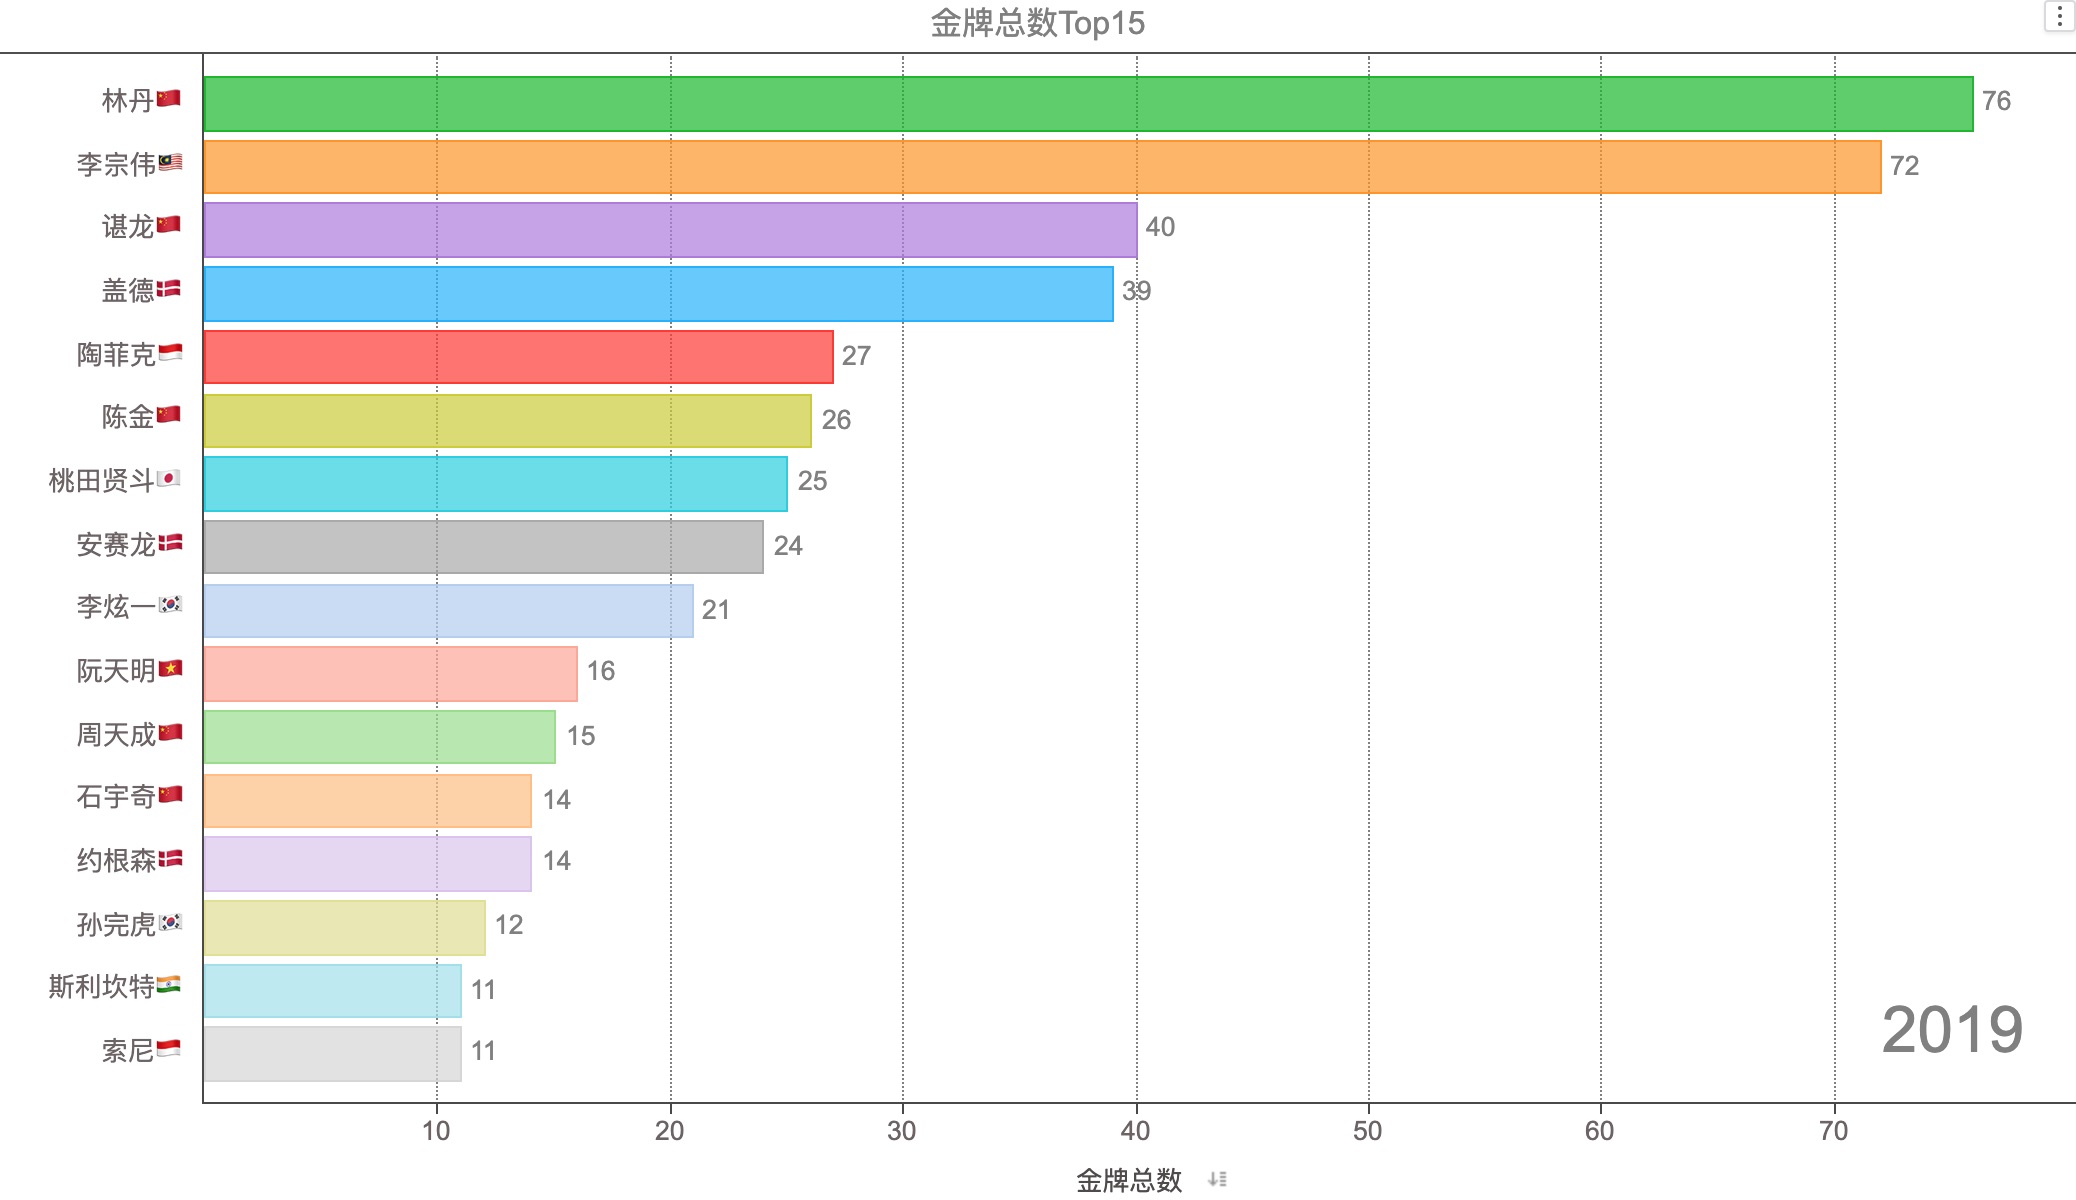 金牌总数Top15
林丹🇨🇳 76
李宗伟🇲🇾 72
谌龙🇨🇳 40
盖德🇩🇰 39
陶菲克🇮🇩 27
陈金🇨🇳 26
桃田贤斗🇯🇵 25
安赛龙🇩🇰 24
李炫一🇰🇷 21
阮天明🇻🇳 16
周天成🇨🇳 15
石宇奇🇨🇳 14
约根森🇩🇰 14
孙完虎🇰🇷 12
斯利坎特🇮🇳 11
索尼🇮🇩 11
2019
10 20 30 40 50 60 70
金牌总数